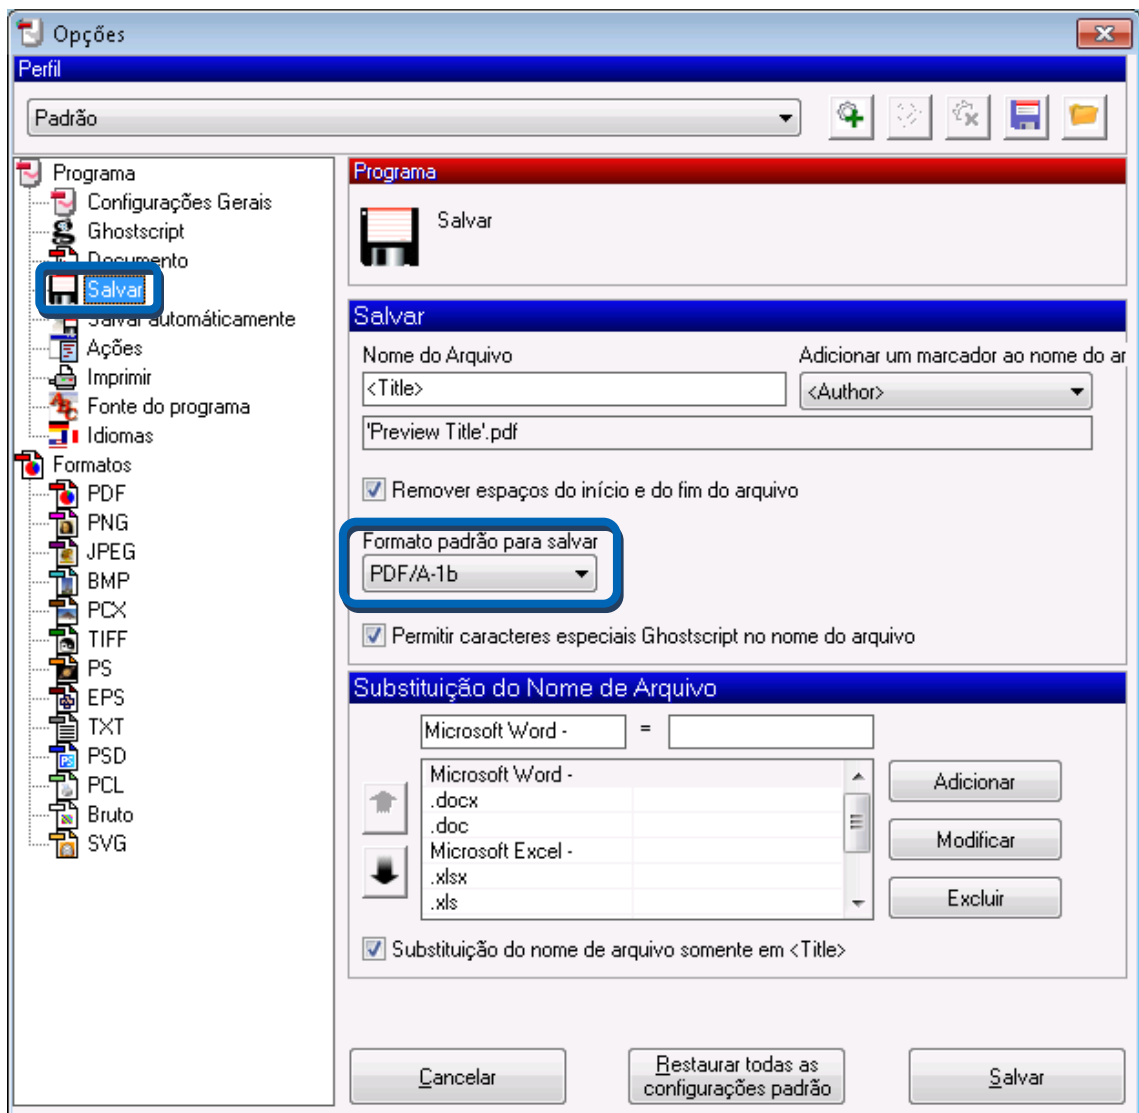 Opções
Perfil
Padrão
Programa
Configurações Gerais
Ghostscript
Documento
Salvar
Salvar automáticamente
Ações
Imprimir
Fonte do programa
Idiomas
Formatos
PDF
PNG
JPEG
BMP
PCX
TIFF
PS
EPS
TXT
PSD
PCL
Bruto
SVG
Programa
Salvar
Salvar
Nome do Arquivo
Adicionar um marcador ao nome do ar
<Title>
<Author>
'Preview Title'.pdf
Remover espaços do início e do fim do arquivo
Formato padrão para salvar
PDF/A-1b
Permitir caracteres especiais Ghostscript no nome do arquivo
Substituição do Nome de Arquivo
Microsoft Word - =
Microsoft Word -
.docx
.doc
Microsoft Excel -
.xlsx
.xls
Adicionar
Modificar
Excluir
Substituição do nome de arquivo somente em <Title>
Cancelar
Restaurar todas as
configurações padrão
Salvar